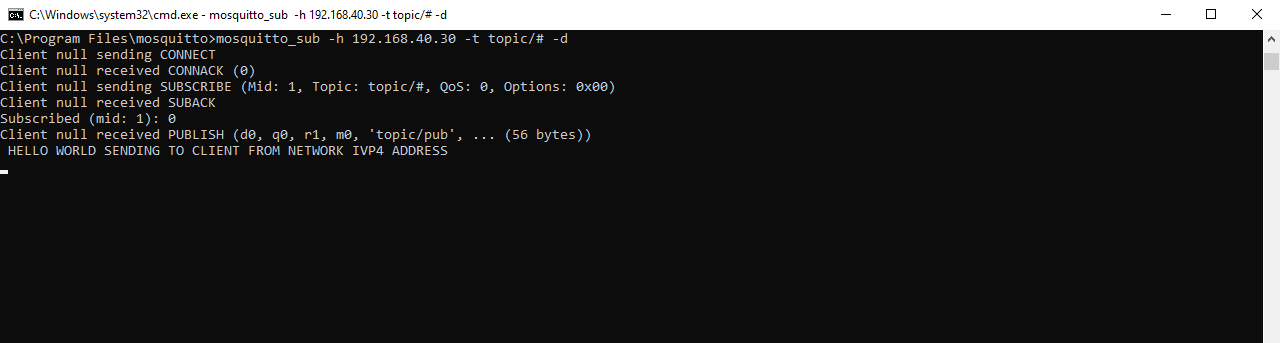 C:\Windows\system32\cmd.exe - mosquitto_sub  -h 192.168.40.30 -t topic/# -d
C:\Program Files\mosquitto>mosquitto_sub -h 192.168.40.30 -t topic/# -d
Client null sending CONNECT
Client null received CONNACK (0)
Client null sending SUBSCRIBE (Mid: 1, Topic: topic/#, QoS: 0, Options: 0x00)
Client null received SUBACK
Subscribed (mid: 1): 0
Client null received PUBLISH (d0, q0, r1, m0, 'topic/pub', ... (56 bytes))
 HELLO WORLD SENDING TO CLIENT FROM NETWORK IVP4 ADDRESS